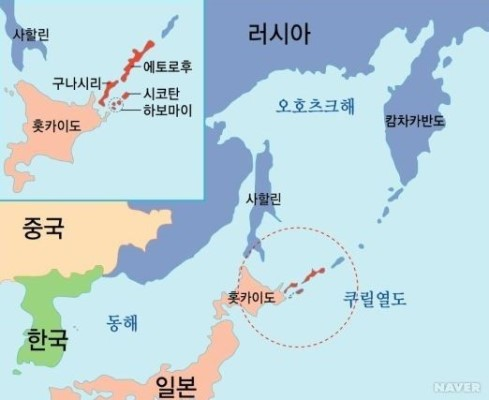 사할린
에토로후
구나시리
시코탄
하보마이
홋카이도
러시아
오호츠크해
캄차카반도
사할린
중국
홋카이도
쿠릴열도
동해
한국
일본
NAVER